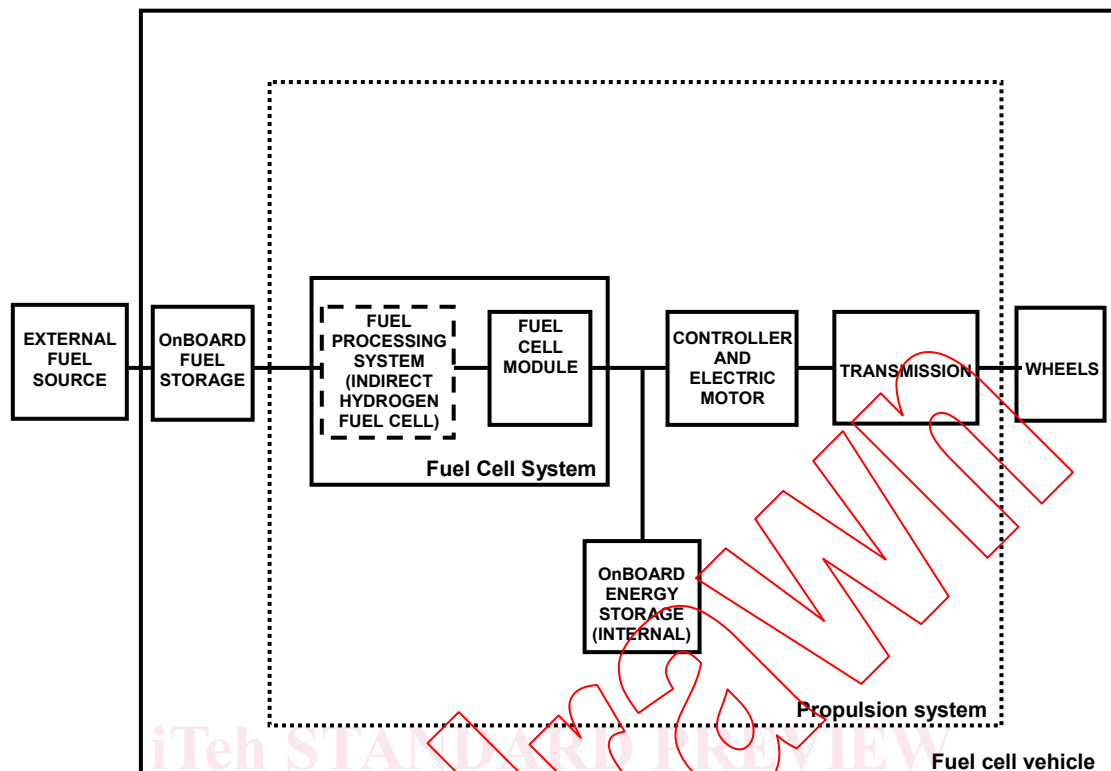 EXTERNAL
FUEL
SOURCE
OnBOARD
FUEL
STORAGE
FUEL
PROCESSING
SYSTEM
(INDIRECT
HYDROGEN
FUEL CELL)
FUEL
CELL
MODULE
Fuel Cell System
CONTROLLER
AND
ELECTRIC
MOTOR
TRANSMISSION
WHEELS
OnBOARD
ENERGY
STORAGE
(INTERNAL)
Propulsion system
iTeh STANDARD PREVIEW
Fuel cell vehicle